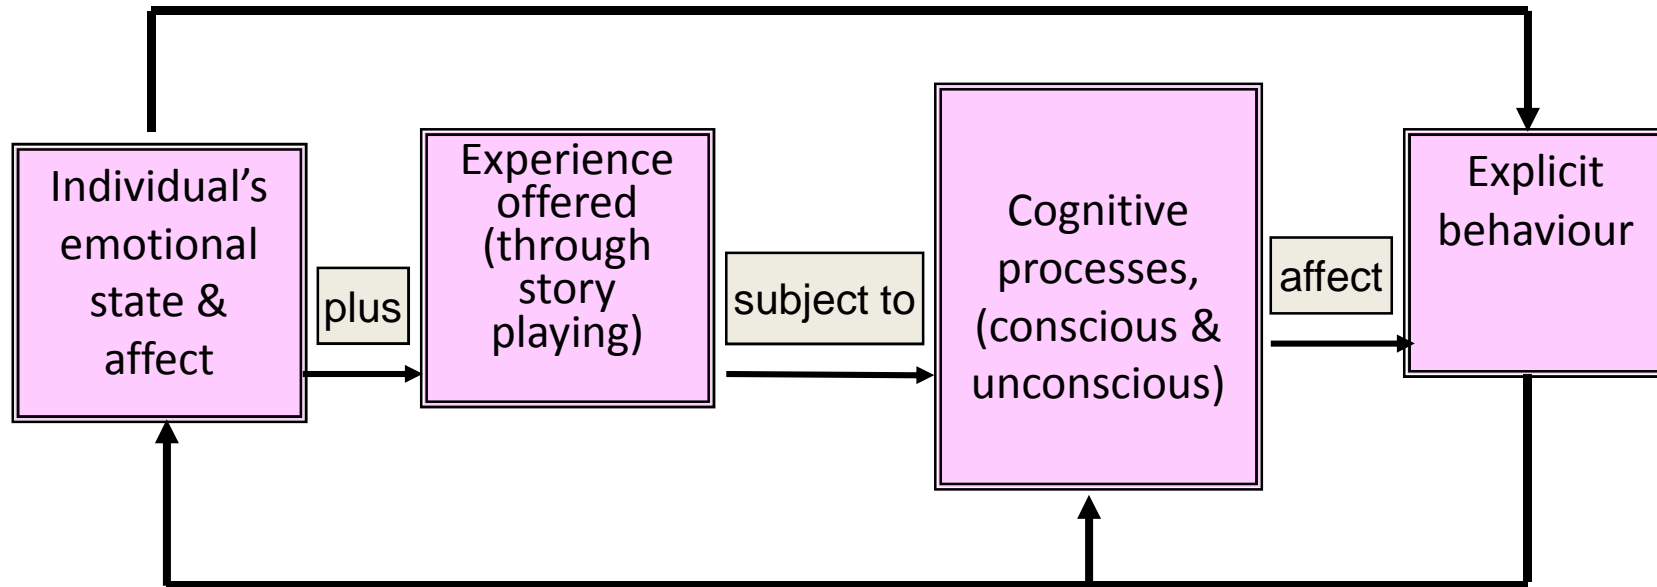 Individual’s
emotional
state &
affect
plus
Experience
offered
(through
story
playing)
subject to
Cognitive
processes,
(conscious &
unconscious)
affect
Explicit
behaviour